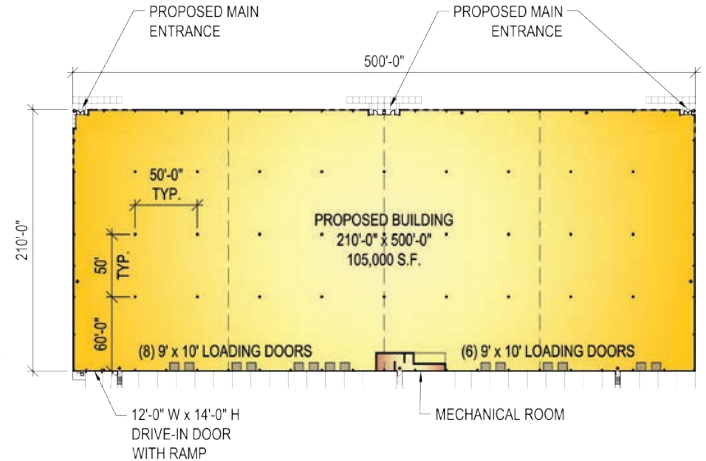 PROPOSED MAIN
ENTRANCE
PROPOSED MAIN
ENTRANCE
500'-0"
210'-0"
50'-0"
TYP.
PROPOSED BUILDING
210'-0" x 500'-0"
105,000 S.F.
50'
TYP.
60'-0"
(8) 9' x 10' LOADING DOORS
(6) 9' x 10' LOADING DOORS
12'-0" W x 14'-0" H
DRIVE-IN DOOR
WITH RAMP
MECHANICAL ROOM